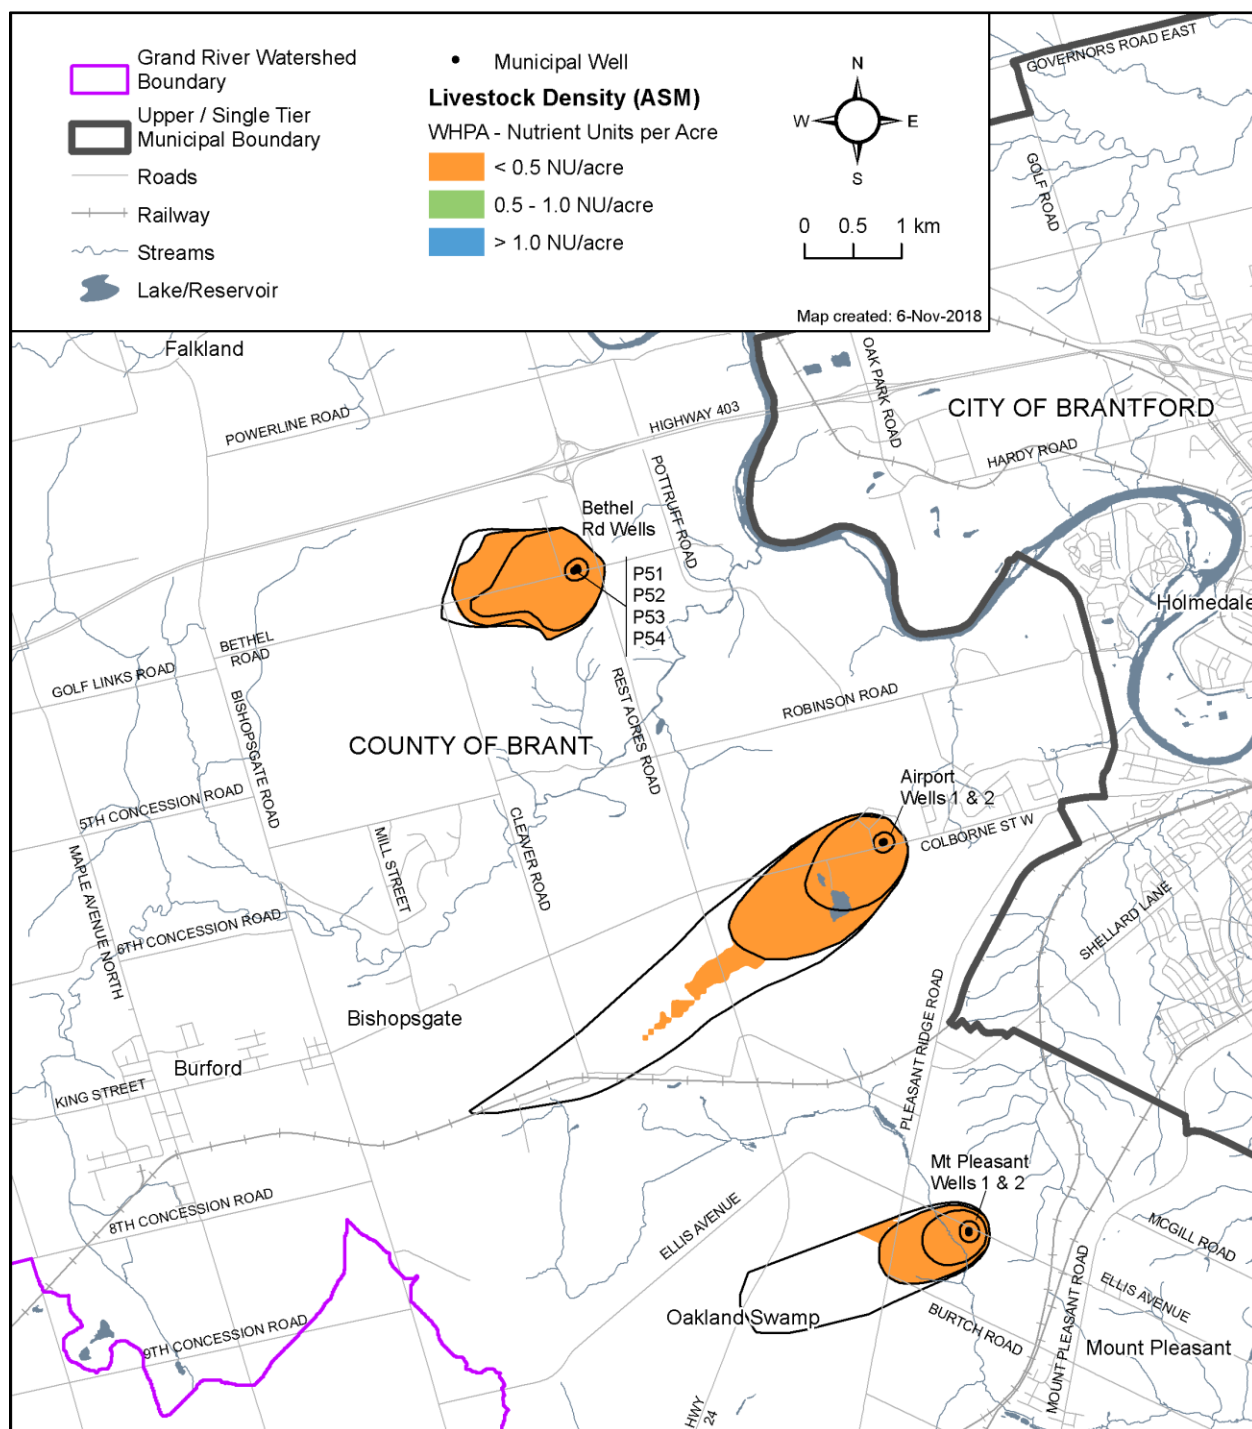 Grand River Watershed
Boundary
Upper / Single Tier
Municipal Boundary
Roads
Railway
Streams
Lake/Reservoir
Municipal Well
Livestock Density (ASM)
WHPA - Nutrient Units per Acre
< 0.5 NU/acre
0.5 - 1.0 NU/acre
> 1.0 NU/acre
N
W
E
S
0 0.5 1 km
Map created: 6-Nov-2018
GOVERNORS ROAD EAST
GOLF ROAD
Falkland
POWERLINE ROAD
HIGHWAY 403
OAK PARK ROAD
CITY OF BRANTFORD
HARDY ROAD
POTTRUFF ROAD
Bethel
Rd Wells
P51
P52
P53
P54
Holmedale
BETHEL
ROAD
GOLF LINKS ROAD
BISHOPSGATE ROAD
REST ACRES ROAD
ROBINSON ROAD
COUNTY OF BRANT
Airport
Wells 1 & 2
5TH CONCESSION ROAD
MAPLE AVENUE NORTH
MILL STREET
CLEAVER ROAD
COLBORNE ST W
6TH CONCESSION ROAD
SHELLARD LANE
Bishopsgate
Burford
KING STREET
PLEASANT RIDGE ROAD
Mt Pleasant
Wells 1 & 2
8TH CONCESSION ROAD
ELLIS AVENUE
MCGILL ROAD
ELLIS AVENUE
Oakland Swamp
BURTCH ROAD
9TH CONCESSION ROAD
MOUNT PLEASANT ROAD
Mount Pleasant
HWY
24